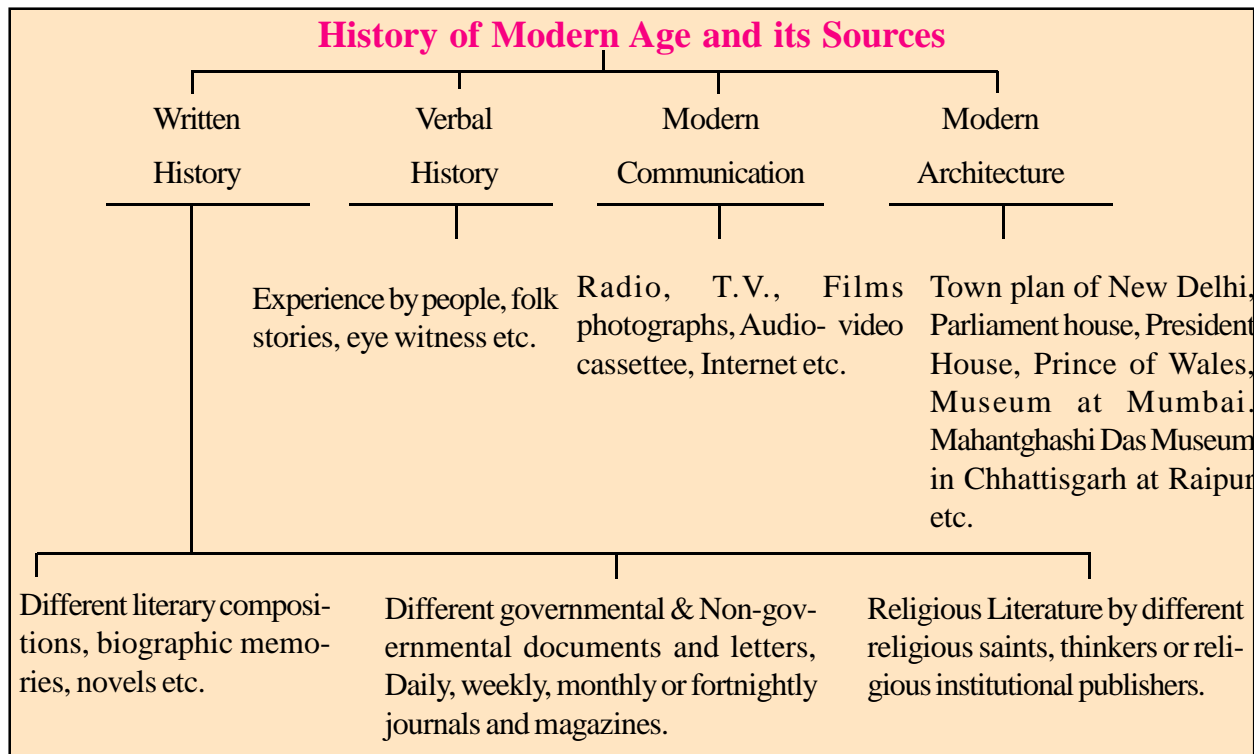 History of Modern Age and its Sources
Written
History
Verbal
History
Modern
Communication
Modern
Architecture
Experience by people, folk
stories, eye witness etc.
Radio, T.V., Films
photographs, Audio- video
cassettee, Internet etc.
Town plan of New Delhi,
Parliament house, President
House, Prince of Wales,
Museum at Mumbai.
Mahantghashi Das Museum
in Chhattisgarh at Raipur
etc.
Different literary composi-
tions, biographic memo-
ries, novels etc.
Different governmental & Non-gov-
ernmental documents and letters,
Daily, weekly, monthly or fortnightly
journals and magazines.
Religious Literature by different
religious saints, thinkers or reli-
gious institutional publishers.